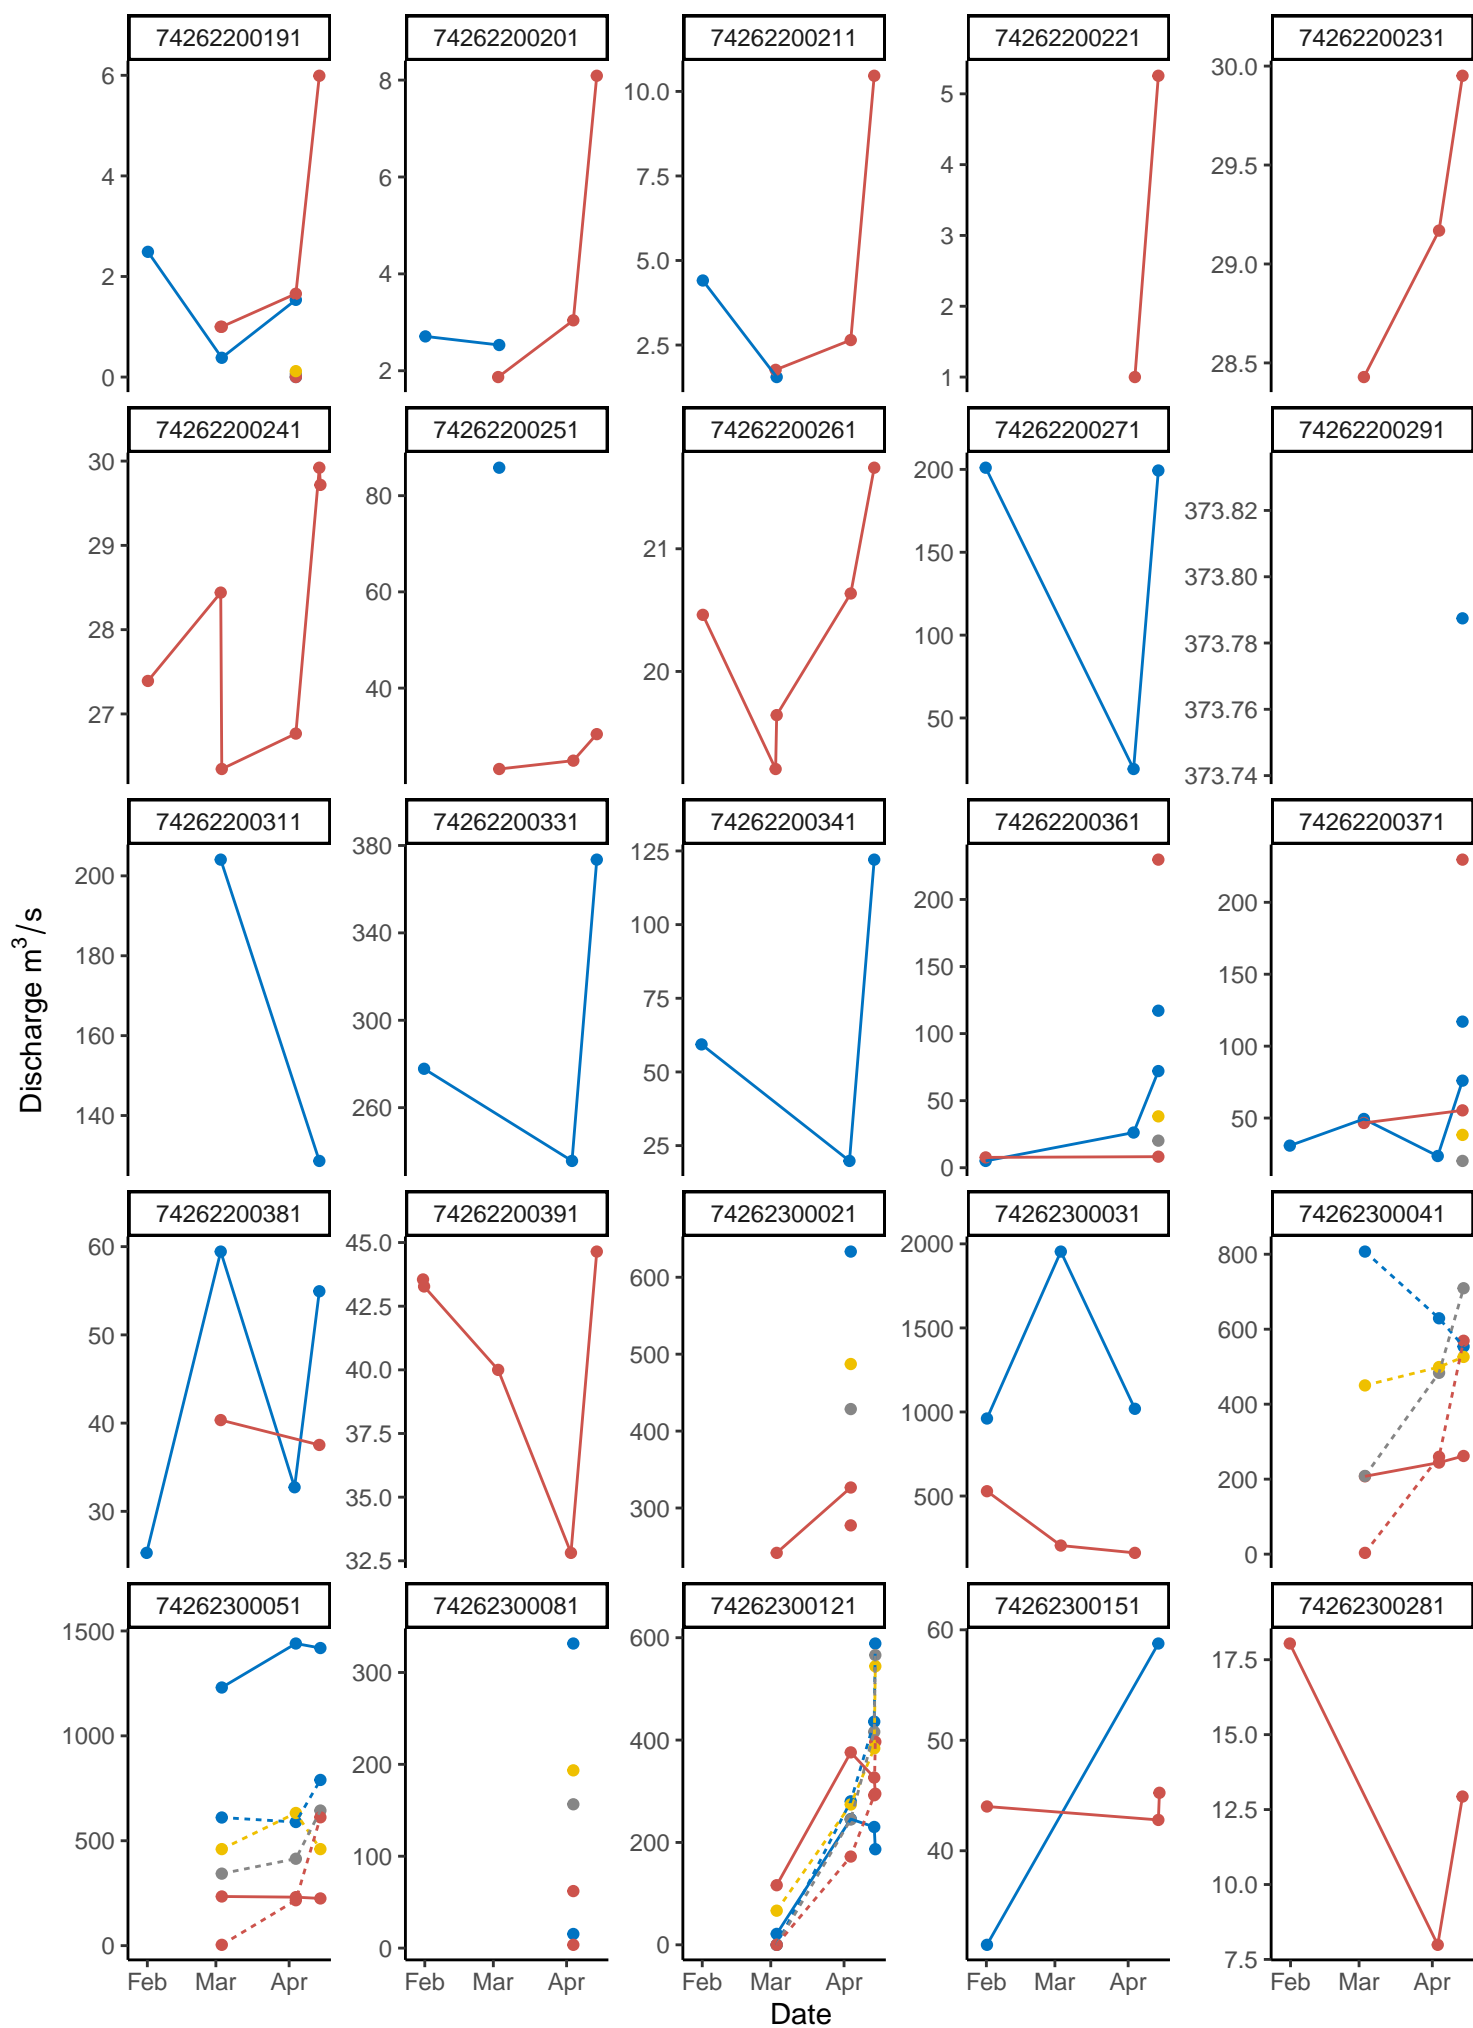 74262200191 74262200201 74262200211 74262200221 74262200231
6 4 2 0
8 6 4 2
10.0 7.5 5.0 2.5
5 4 3 2 1
30.0 29.5 29.0 28.5
74262200241 74262200251 74262200261 74262200271 74262200291
30 29 28 27
80 60 40
21 20
200 150 100 50
373.82 373.80 373.78 373.76 373.74
74262200311 74262200331 74262200341 74262200361 74262200371
200 180 160 140
380 340 300 260
125 100 75 50 25
200 150 100 50 0
200 150 100 50
Discharge m³/s
74262200381 74262200391 74262300021 74262300031 74262300041
60 50 40 30
45.0 42.5 40.0 37.5 35.0 32.5
600 500 400 300
2000 1500 1000 500
800 600 400 200 0
74262300051 74262300081 74262300121 74262300151 74262300281
1500 1000 500 0
300 200 100 0
600 400 200 0
60 50 40
17.5 15.0 12.5 10.0 7.5
Feb Mar Apr Feb Mar Apr Feb Mar Apr Feb Mar Apr Feb Mar Apr
Date